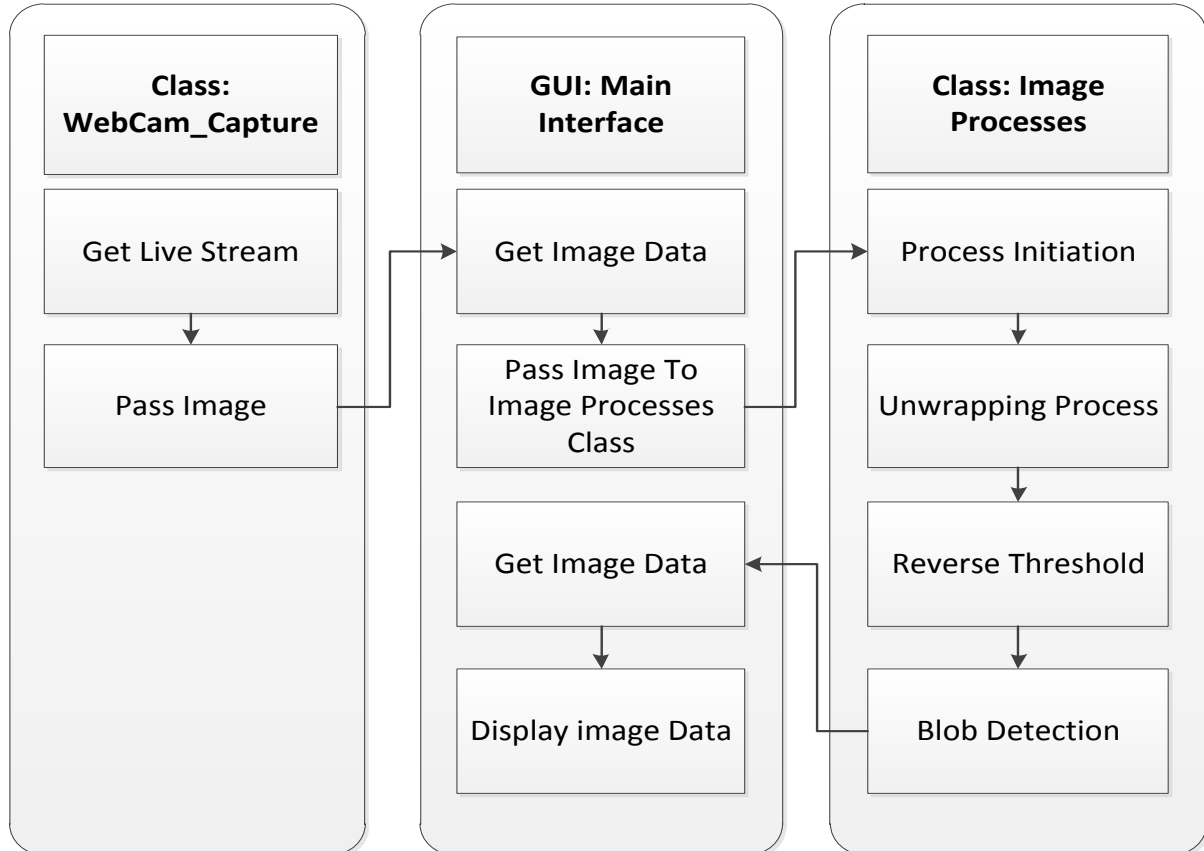 Class:
WebCam_Capture
Get Live Stream
Pass Image
GUI: Main
Interface
Get Image Data
Pass Image To
Image Processes
Class
Get Image Data
Display image Data
Class: Image
Processes
Process Initiation
Unwrapping Process
Reverse Threshold
Blob Detection